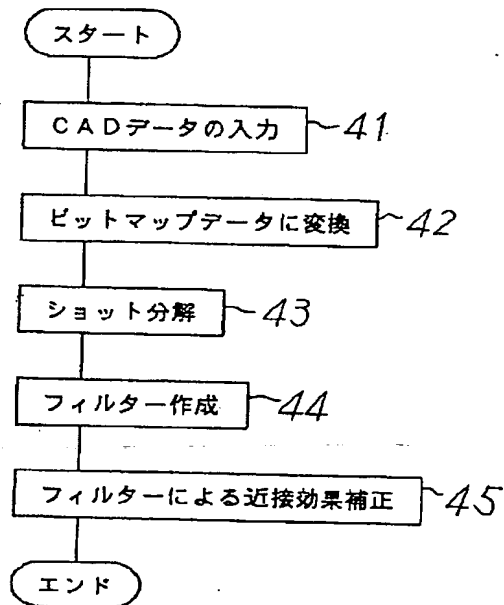 スタート
CADデータの入力 41
ビットマップデータに変換 42
ショット分解 43
フィルター作成 44
フィルターによる近接効果補正 45
エンド